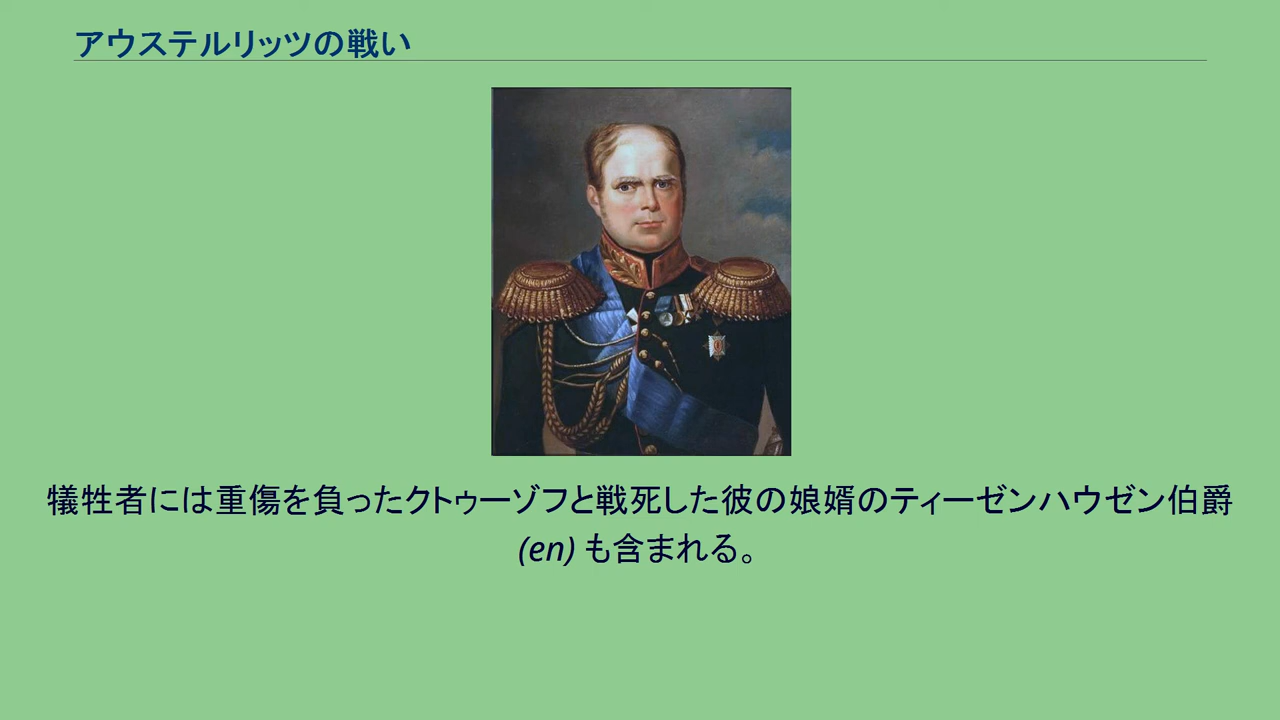 アウステルリッツの戦い
犠牲者には重傷を負ったクトゥーゾフと戦死した彼の娘婿のティーゼンハウゼン伯爵
(en) も含まれる。